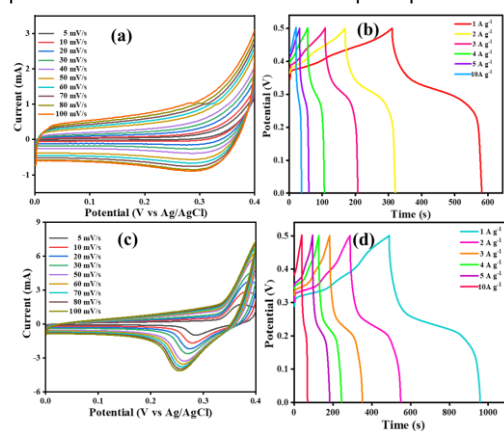 (a)
5 mV/s
10 mV/s
20 mV/s
30 mV/s
40 mV/s
50 mV/s
60 mV/s
70 mV/s
80 mV/s
100 mV/s
Current (mA)
3
2
1
0
-1
0.0
0.1
0.2
0.3
0.4
Potential (V vs Ag/AgCl)
(b)
1 A g⁻¹
2 A g⁻¹
3 A g⁻¹
4 A g⁻¹
5 A g⁻¹
10A g⁻¹
Potential (V)
0.5
0.4
0.3
0.2
0.1
0.0
0
100
200
300
400
500
600
Time (s)
(c)
5 mV/s
10 mV/s
20 mV/s
30 mV/s
50 mV/s
60 mV/s
70 mV/s
80 mV/s
100 mV/s
Current (mA)
6
3
0
-3
-6
0.0
0.1
0.2
0.3
0.4
Potential (V vs Ag/AgCl)
(d)
1 A g⁻¹
2 A g⁻¹
3 A g⁻¹
4 A g⁻¹
5 A g⁻¹
10A g⁻¹
Potential (V)
0.5
0.4
0.3
0.2
0.1
0.0
0
200
400
600
800
1000
Time (s)